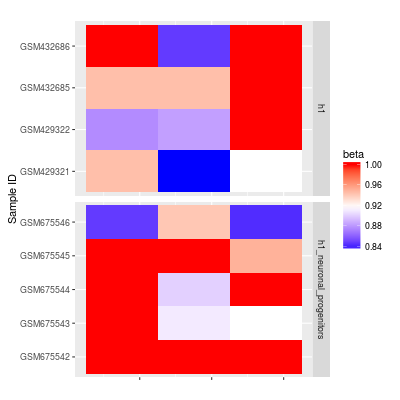 Sample ID
GSM432686
GSM432685
GSM429322
GSM429321
h1
GSM675546
GSM675545
GSM675544
GSM675543
GSM675542
h1_neuronal_progenitors
beta
1.00
0.96
0.92
0.88
0.84